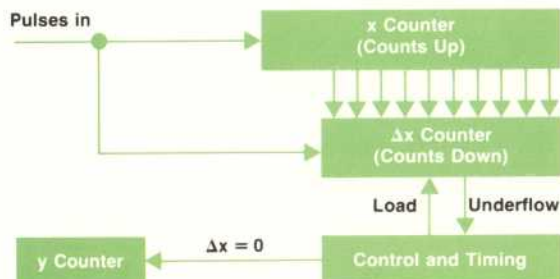 Pulses in
x Counter
(Counts Up)
Δx Counter
(Counts Down)
Load
Underflow
y Counter
Δx = 0
Control and Timing